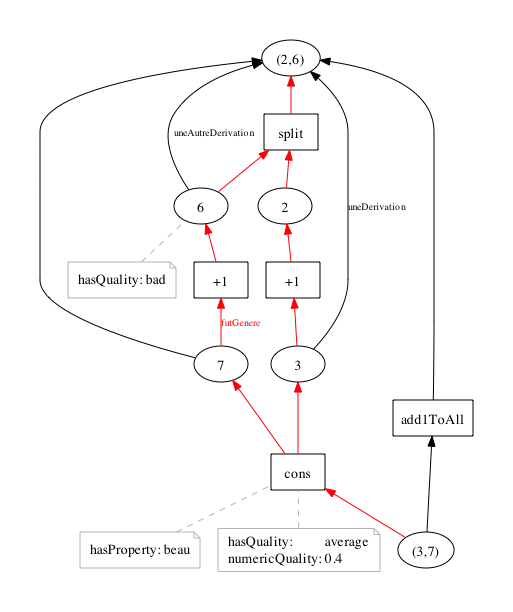 (2,6)
uneAutreDerivation
split
6
2
uneDerivation
hasQuality: bad
+1
+1
futGenere
7
3
add1ToAll
cons
hasProperty: beau
hasQuality: average
numericQuality: 0.4
(3,7)